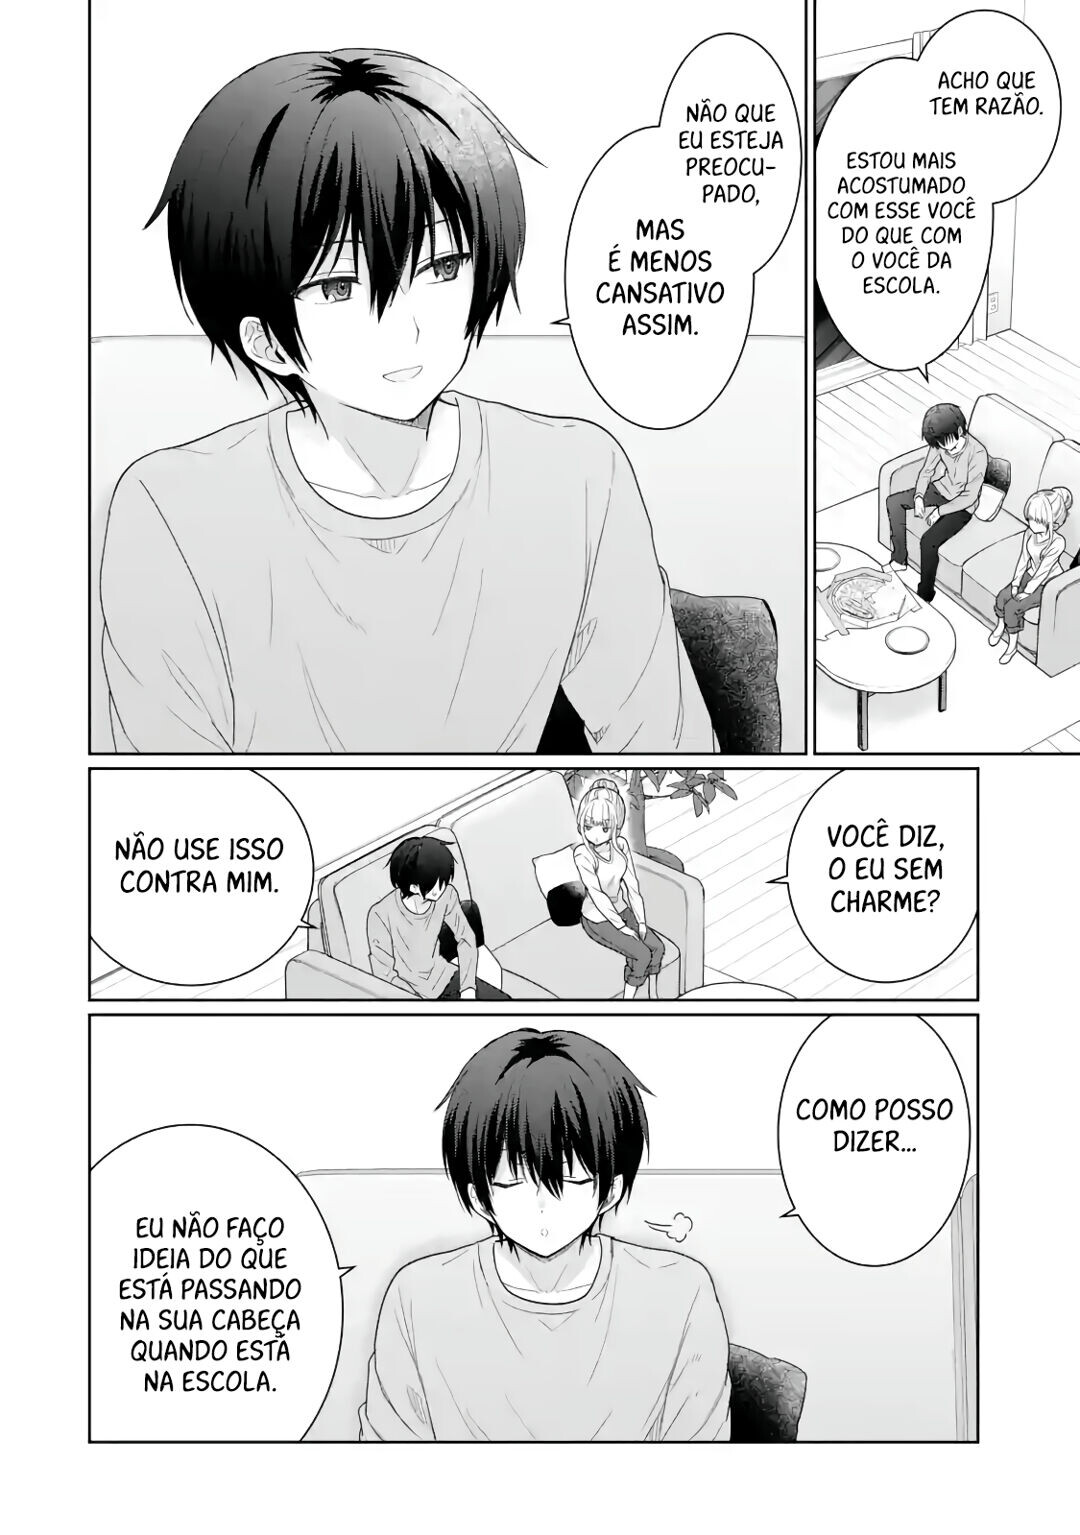 ACHO QUE
TEM RAZÃO.
ESTOU MAIS
ACOSTUMADO
COM ESSE VOCÊ
DO QUE COM
O VOCÊ DA
ESCOLA.
NÃO QUE
EU ESTEJA
PREOCU-
PADO,
MAS
É MENOS
CANSATIVO
ASSIM.
VOCÊ DIZ,
O EU SEM
CHARME?
NÃO USE ISSO
CONTRA MIM.
COMO POSSO
DIZER...
EU NÃO FAÇO
IDEIA DO QUE
ESTÁ PASSANDO
NA SUA CABEÇA
QUANDO ESTÁ
NA ESCOLA.